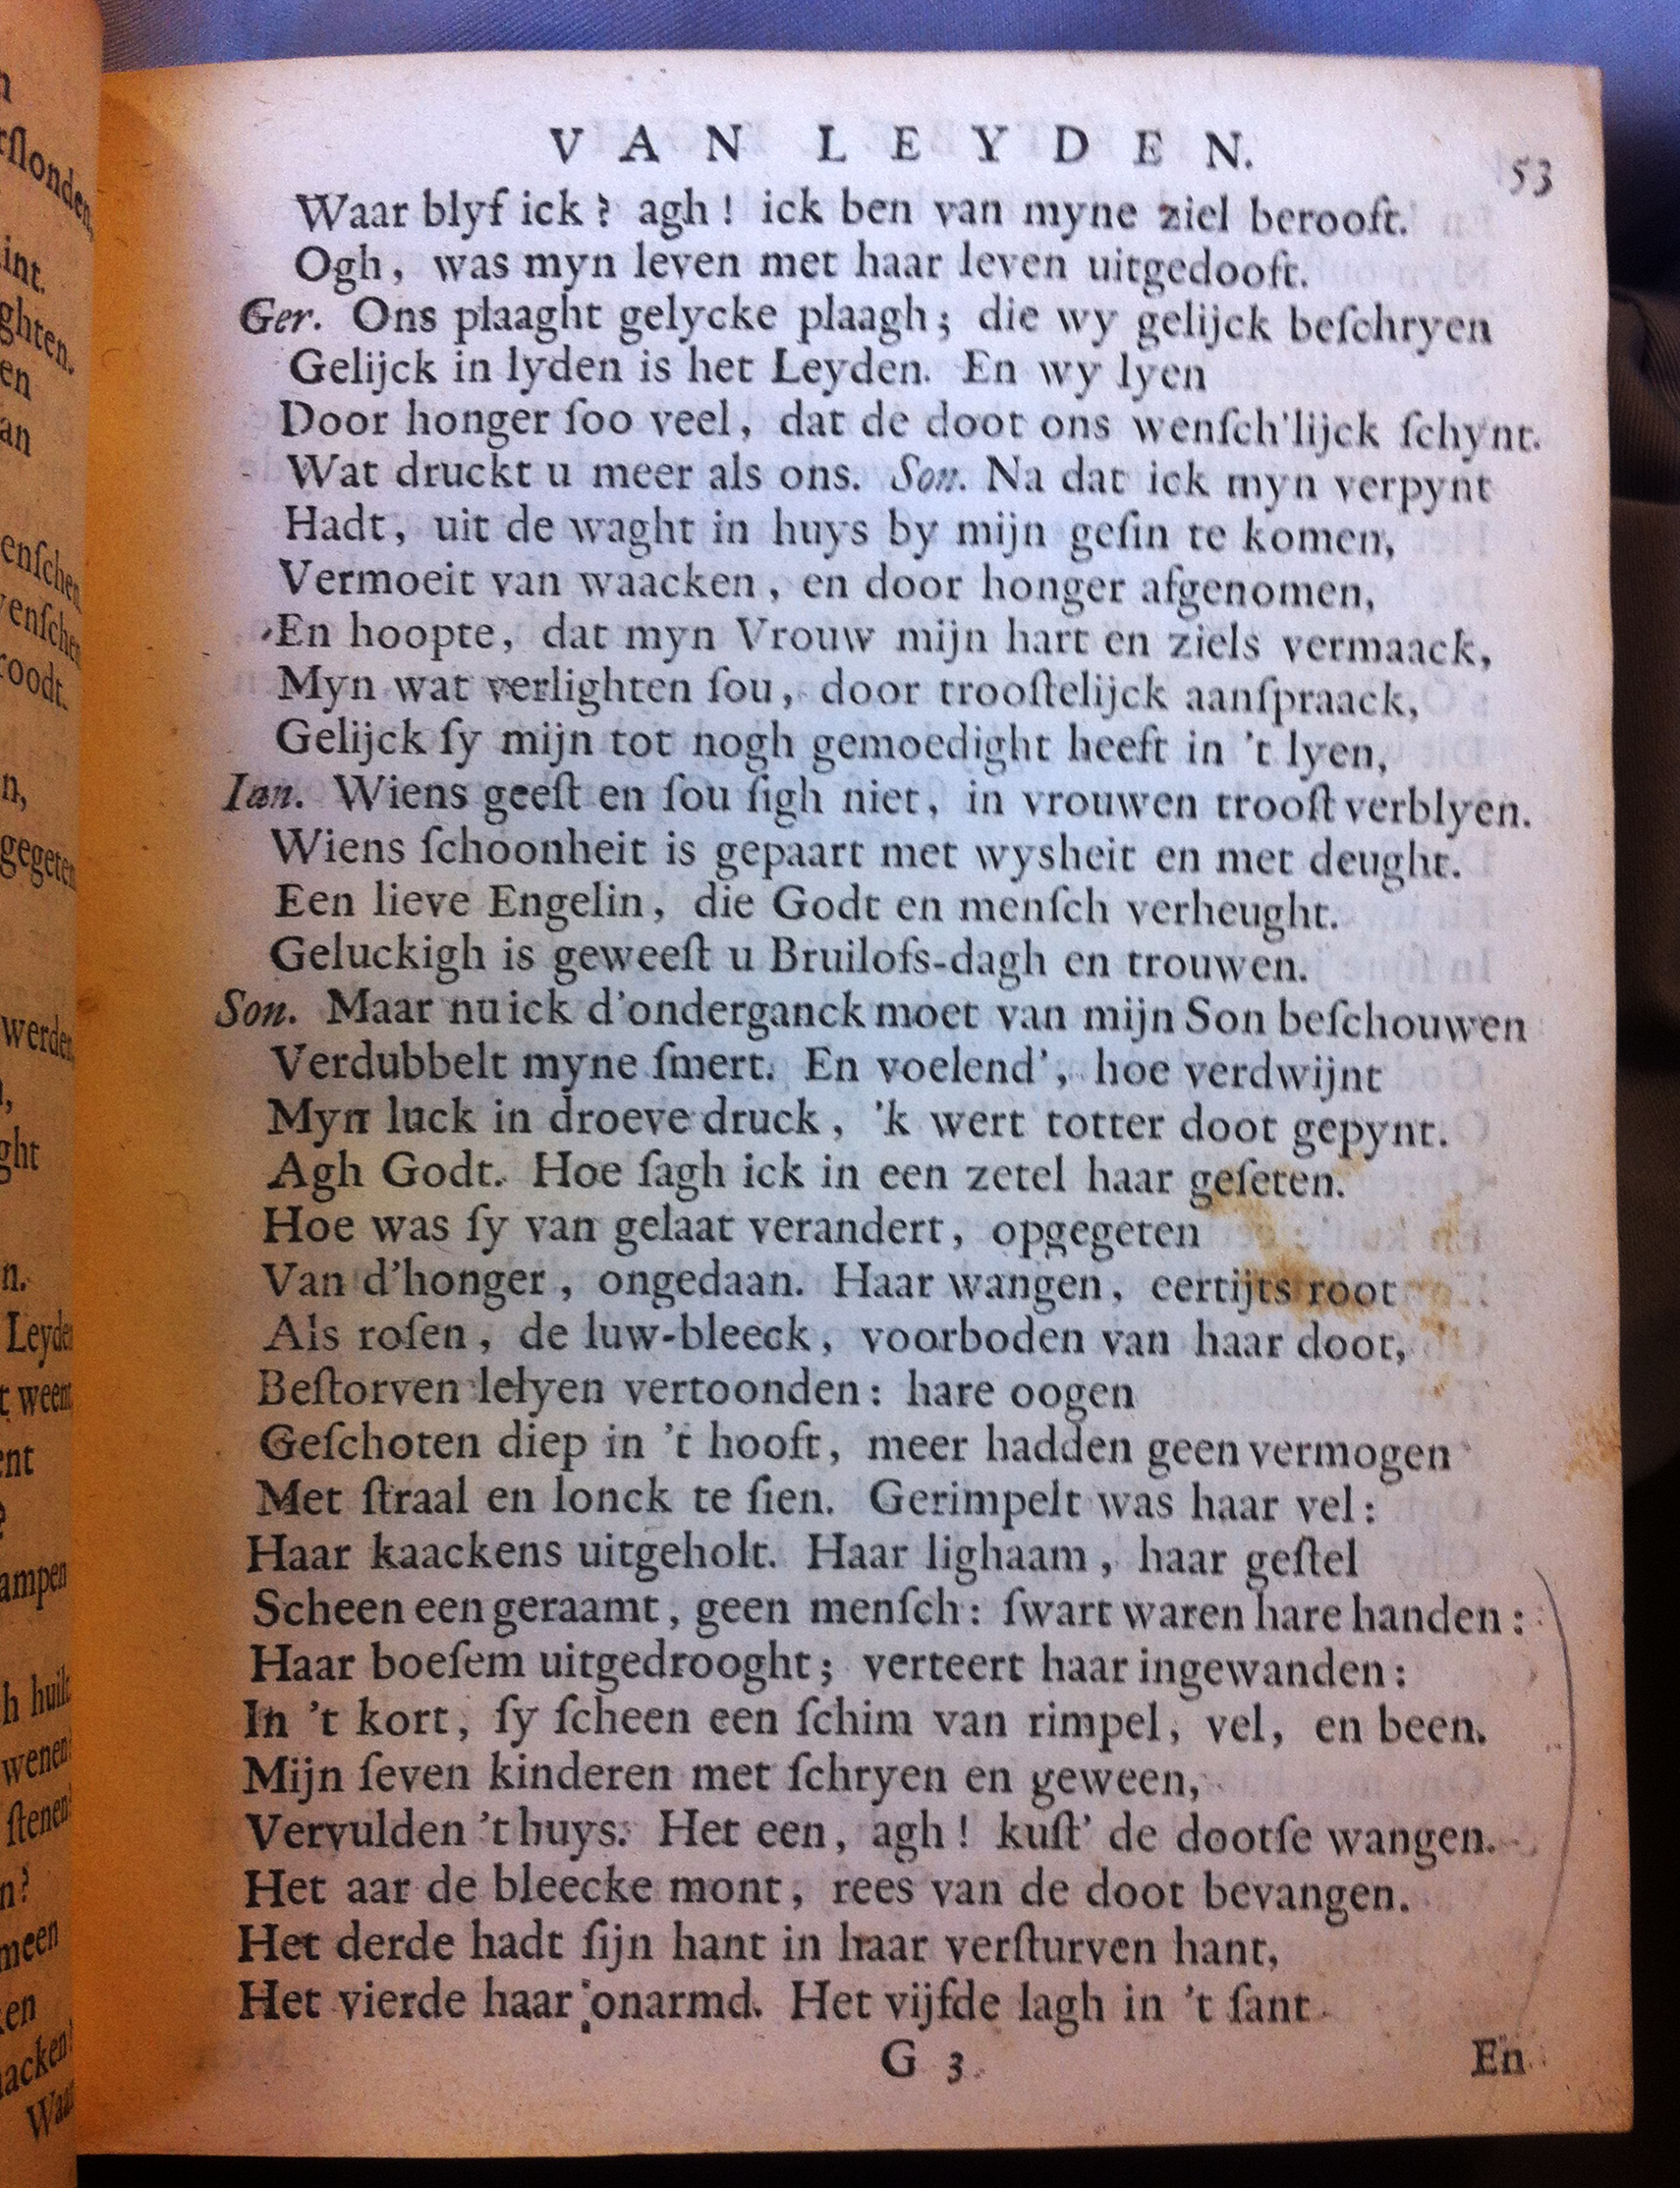 VAN LEYDEN. 53
Waar blyf ick? agh! ick ben van myne ziel berooft.
Ogh, was myn leven met haar leven uitgedooft.
Ger. Ons plaaght gelycke plaagh; die wy gelijck beſchryen
Gelijck in lyden is het Leyden. En wy lyen
Door honger ſoo veel, dat de doot ons wenſch'lijck ſchynt.
Wat druckt u meer als ons. Son. Na dat ick myn verpynt
Hadt, uit de waght in huys by mijn geſin te komen,
Vermoeit van waacken, en door honger afgenomen,
En hoopte, dat myn Vrouw mijn hart en ziels vermaack,
Myn wat verlighten ſou, door trooſtelijck aanſpraack,
Gelijck ſy mijn tot nogh gemoedight heeft in 't lyen,
Ian. Wiens geeſt en ſou ſigh niet, in vrouwen trooſt verblyen.
Wiens ſchoonheit is gepaart met wysheit en met deught.
Een lieve Engelin, die Godt en menſch verheught.
Geluckigh is geweeſt u Bruilofs-dagh en trouwen.
Son. Maar nu ick d'onderganck moet van mijn Son beſchouwen
Verdubbelt myne ſmert. En voelend', hoe verdwijnt
Myn luck in droeve druck, 'k wert totter doot gepynt.
Agh Godt. Hoe ſagh ick in een zetel haar geſeten.
Hoe was ſy van gelaat verandert, opgegeten
Van d'honger, ongedaan. Haar wangen, eertijts root
Als roſen, de luw-bleeck, voorboden van haar doot,
Beſtorven lelyen vertoonden: hare oogen
Geſchoten diep in 't hooft, meer hadden geen vermogen
Met ſtraal en lonck te ſien. Gerimpelt was haar vel:
Haar kaackens uitgeholt. Haar lighaam, haar geſtel
Scheen een geraamt, geen menſch: ſwart waren hare handen:
Haar boeſem uitgedrooght; verteert haar ingewanden:
In 't kort, ſy ſcheen een ſchim van rimpel, vel, en been.
Mijn ſeven kinderen met ſchryen en geween,
Vervulden 't huys. Het een, agh! kuſt' de dootſe wangen.
Het aar de bleecke mont, rees van de doot bevangen.
Het derde hadt ſijn hant in haar verſturven hant,
Het vierde haar onarmd. Het vijfde lagh in 't ſant
G 3 En